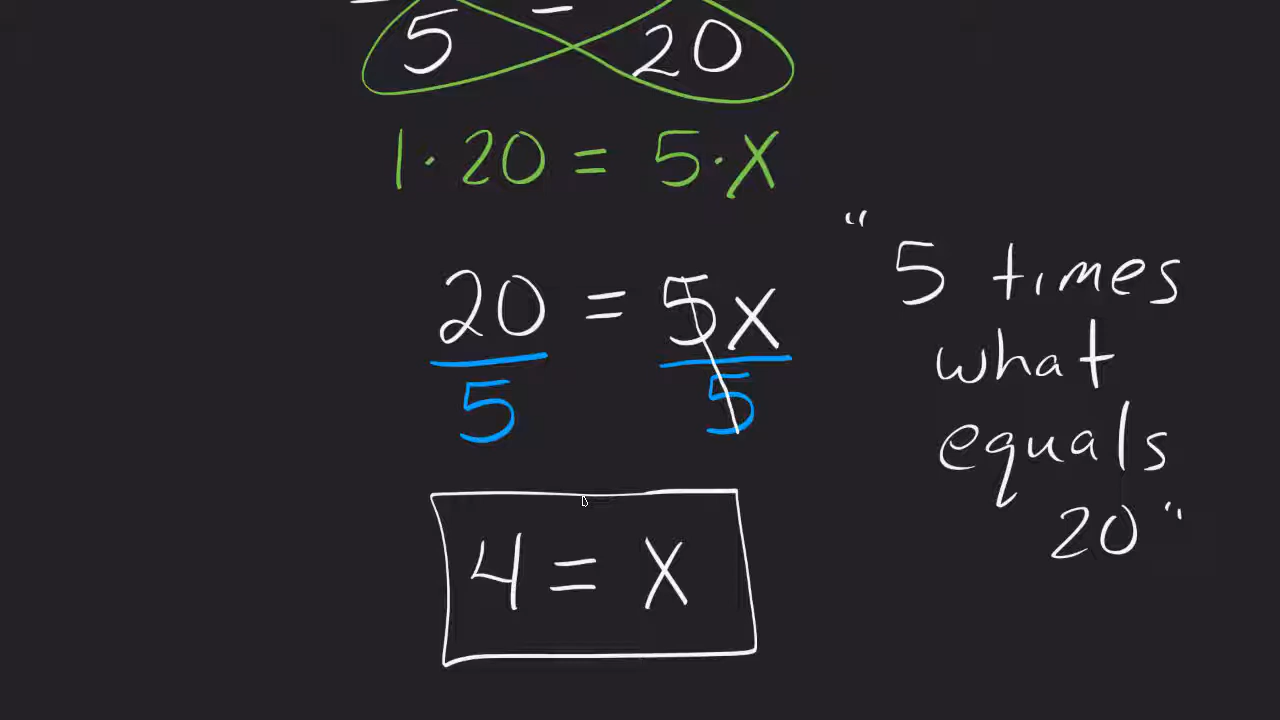 5 = 20
1 · 20 = 5 · x
20 = 5x
5 5
4 = x
"5 times
what
equals
20"